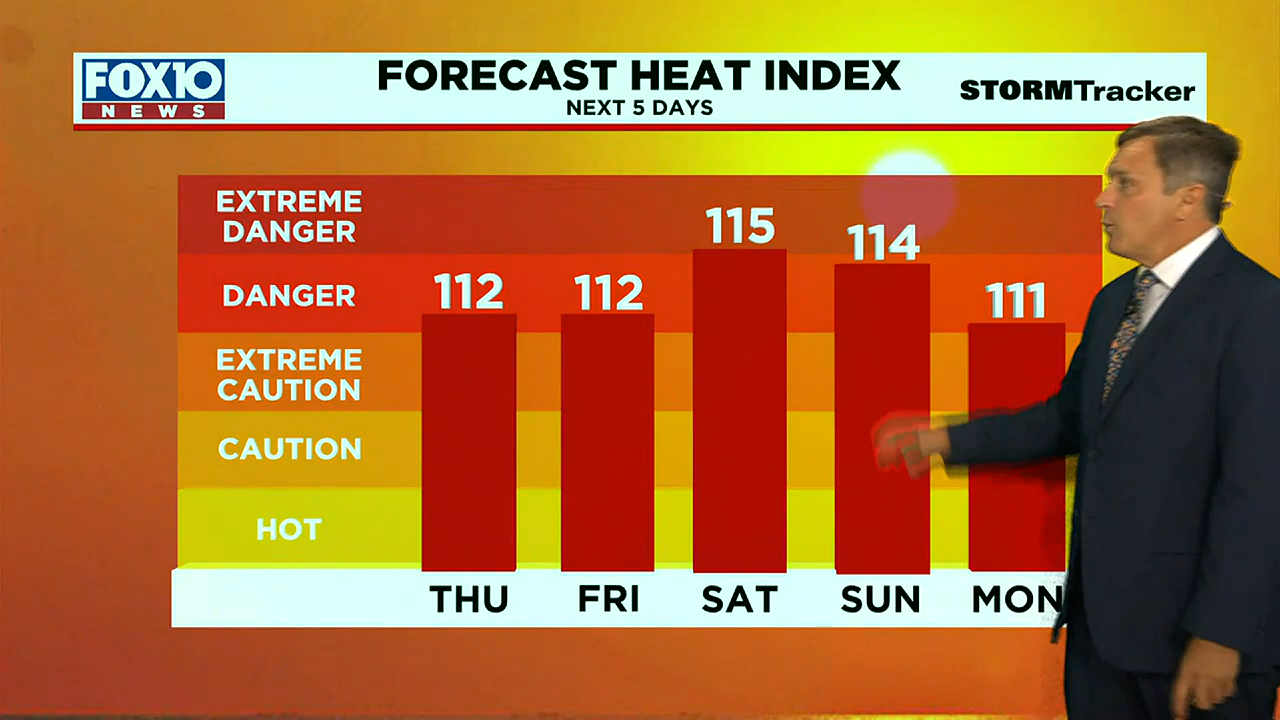 FOX10
NEWS
FORECAST HEAT INDEX
NEXT 5 DAYS
STORMTracker
EXTREME
DANGER
DANGER
EXTREME
CAUTION
CAUTION
HOT
112
112
115
114
111
THU
FRI
SAT
SUN
MON